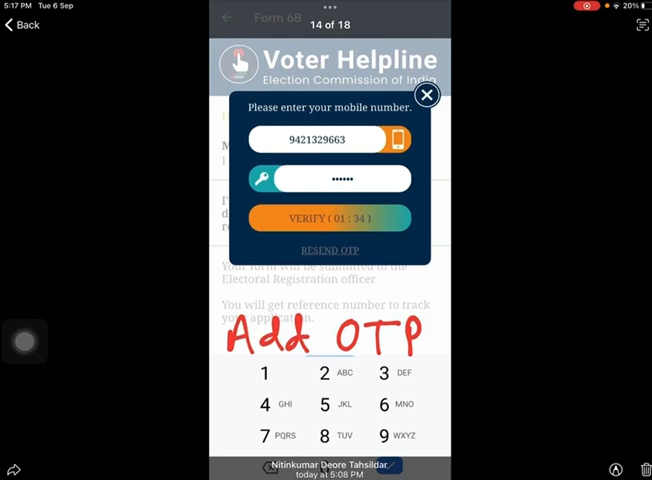 5:17 PM Tue 6 Sep
20%
Back
Form 6B
14 of 18
Voter Helpline
Election Commission of India
Please enter your mobile number.
9421329663
••••••
VERIFY ( 01 : 34 )
RESEND OTP
Your form will be submitted to the
Electoral Registration officer
You will get reference number to track
your application.
Add OTP
1 2 ABC 3 DEF
4 GHI 5 JKL 6 MNO
7 PQRS 8 TUV 9 WXYZ
Nitinkumar Deore Tahsildar
today at 5:08 PM